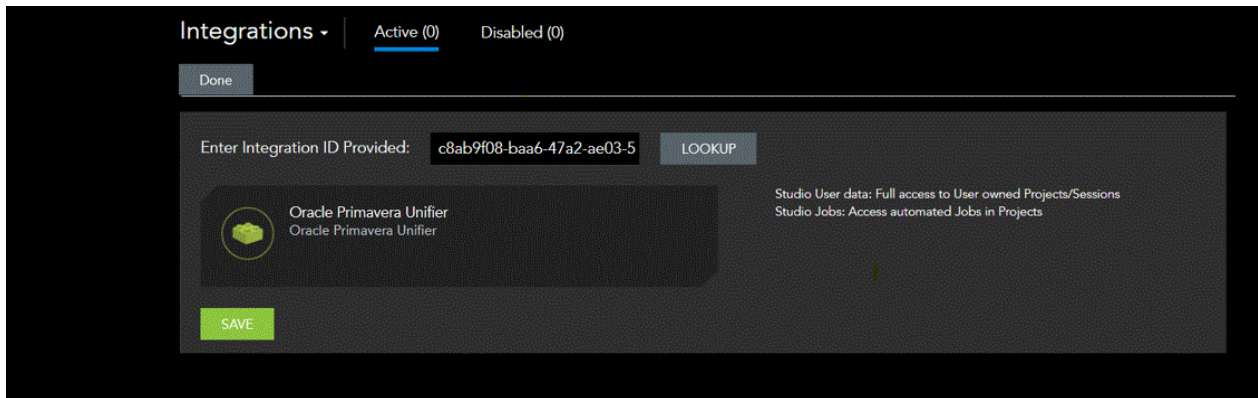 Integrations Active (0) Disabled (0)
Done
Enter Integration ID Provided: c8ab9f08-baa6-47a2-ae03-5 LOOKUP
Studio User data: Full access to User owned Projects/Sessions
Studio Jobs: Access automated Jobs in Projects
Oracle Primavera Unifier
Oracle Primavera Unifier
SAVE